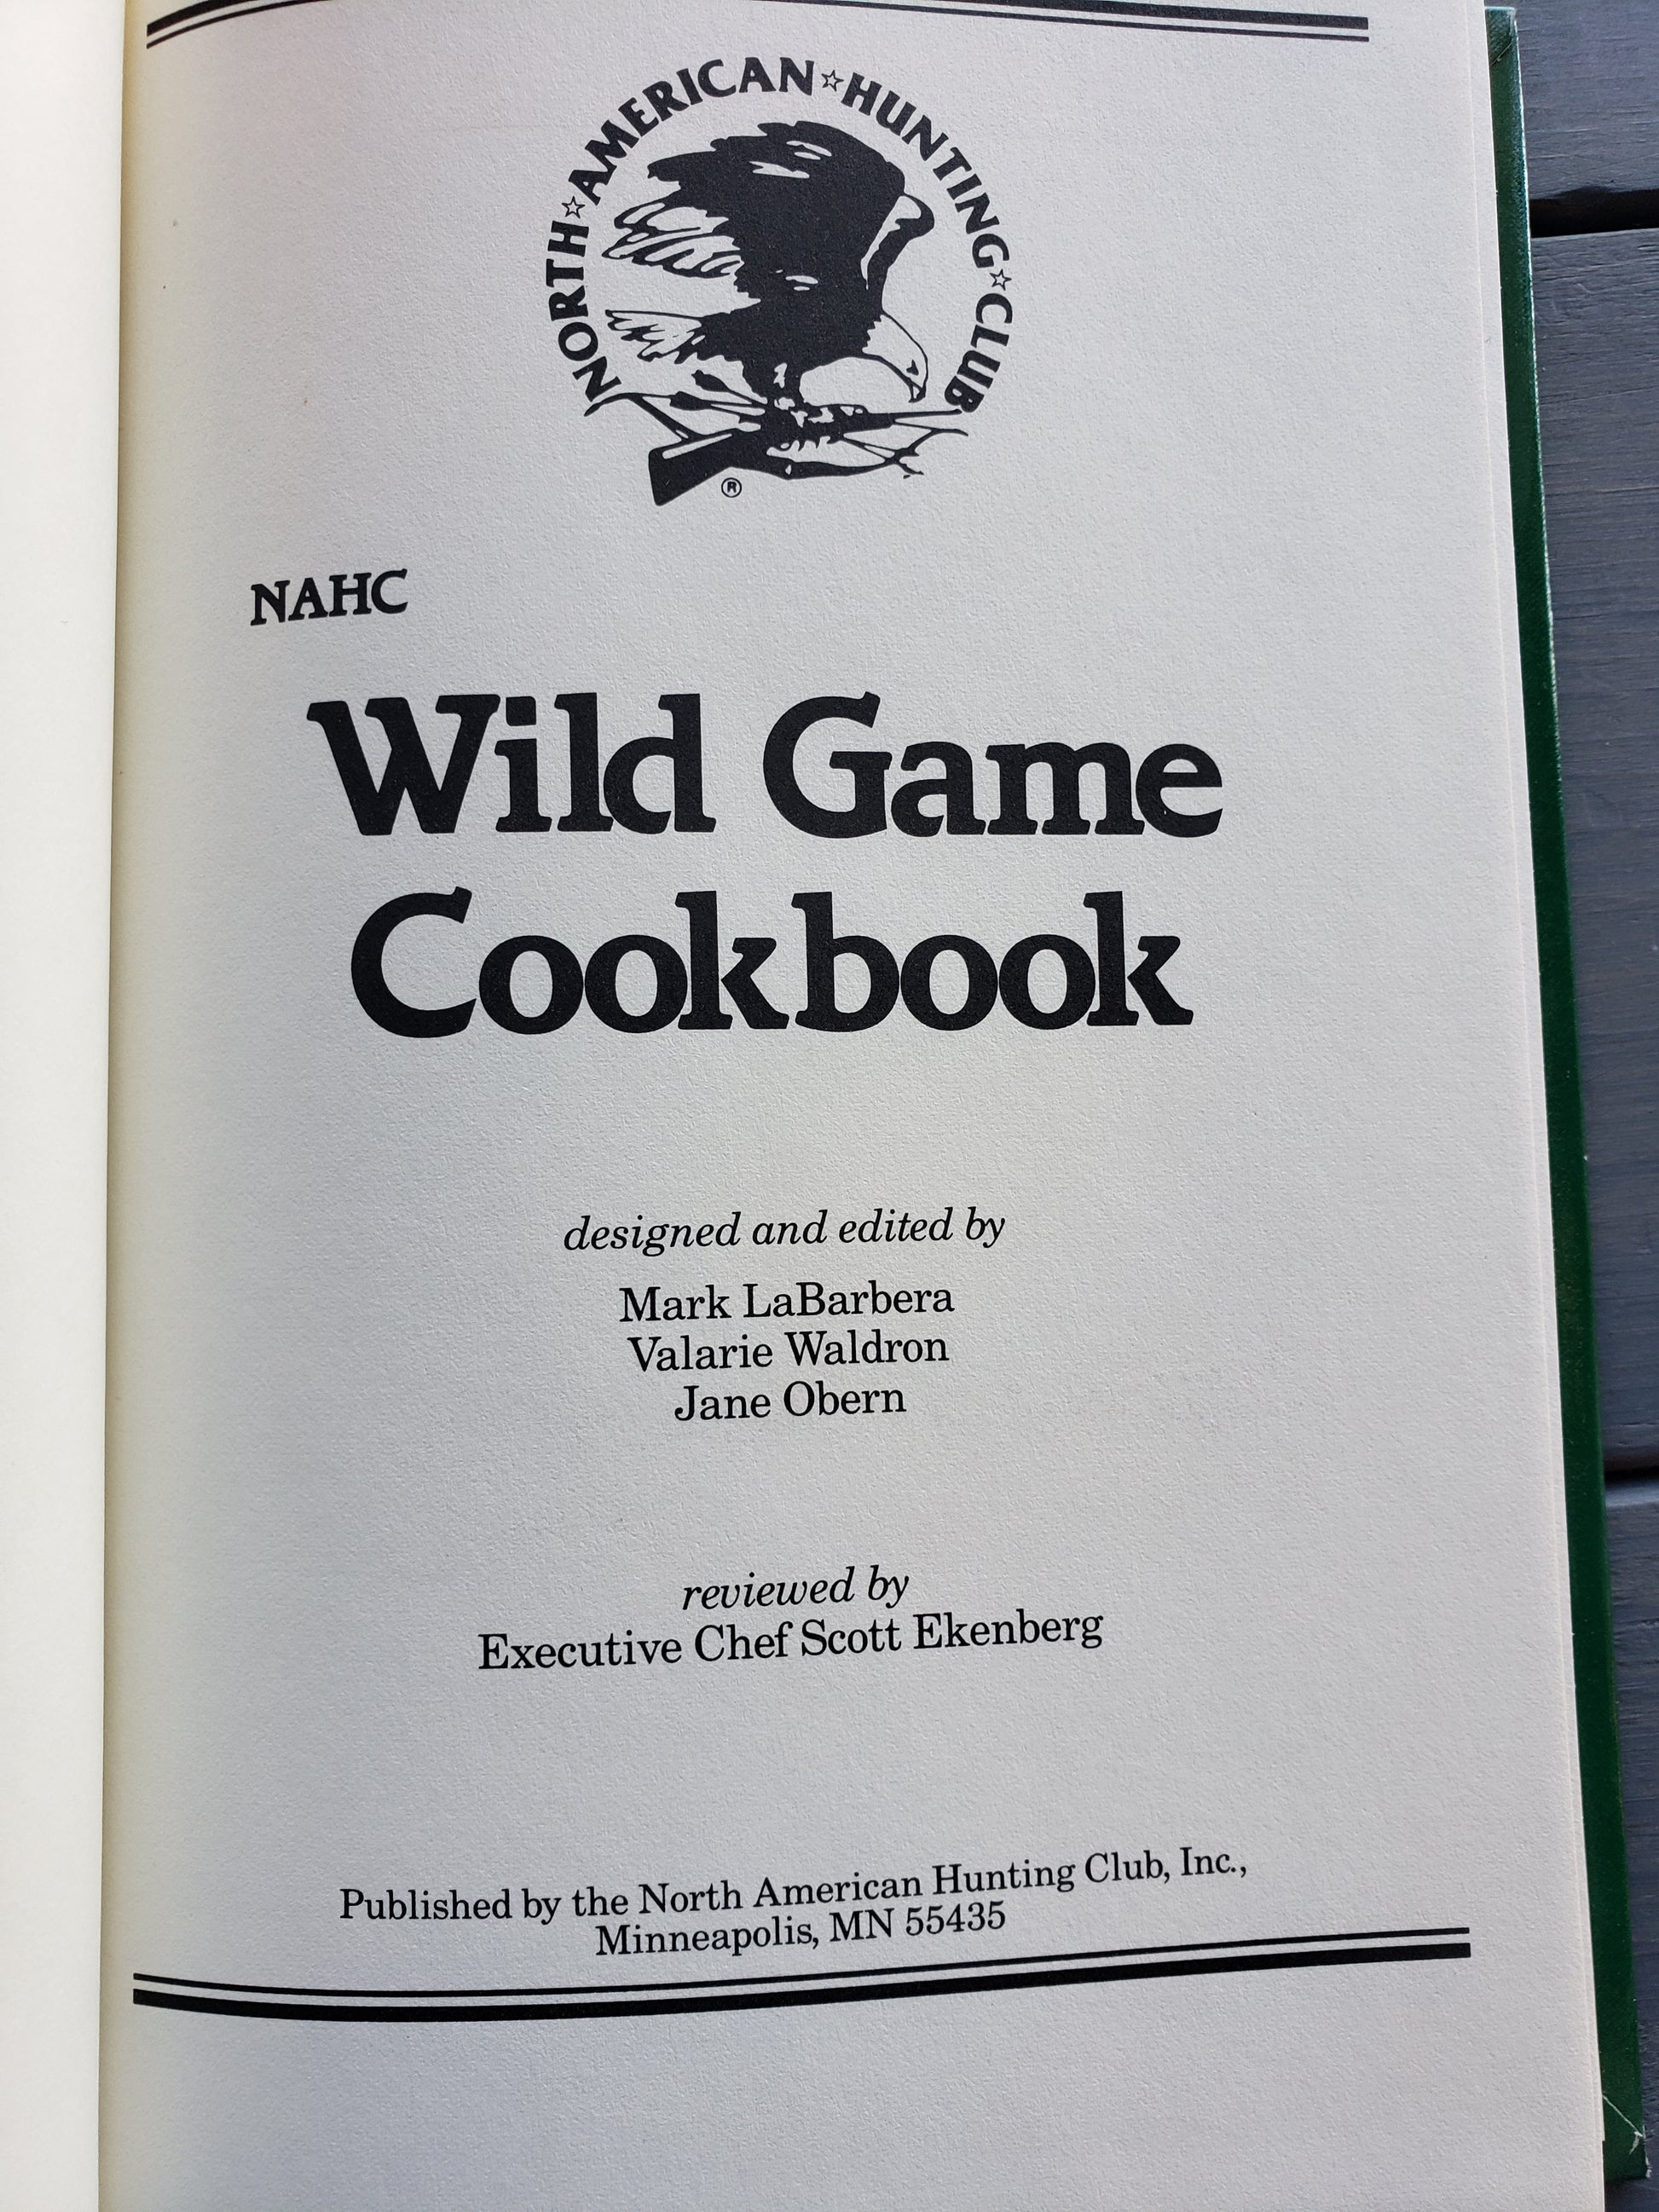 NORTH☆AMERICAN☆HUNTING☆CLUB
®
NAHC
Wild Game
Cookbook
designed and edited by
Mark LaBarbera
Valarie Waldron
Jane Obern
reviewed by
Executive Chef Scott Ekenberg
Published by the North American Hunting Club, Inc.,
Minneapolis, MN 55435